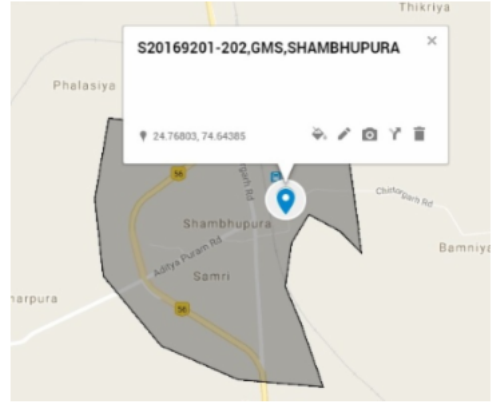 Thikriya
S20169201-202,GMS,SHAMBHUPURA
Phalasiya
24.76803, 74.64385
56
Chittorgarh Rd
Shambhupura
Bamniya
Aditya Puram Rd
Samri
56